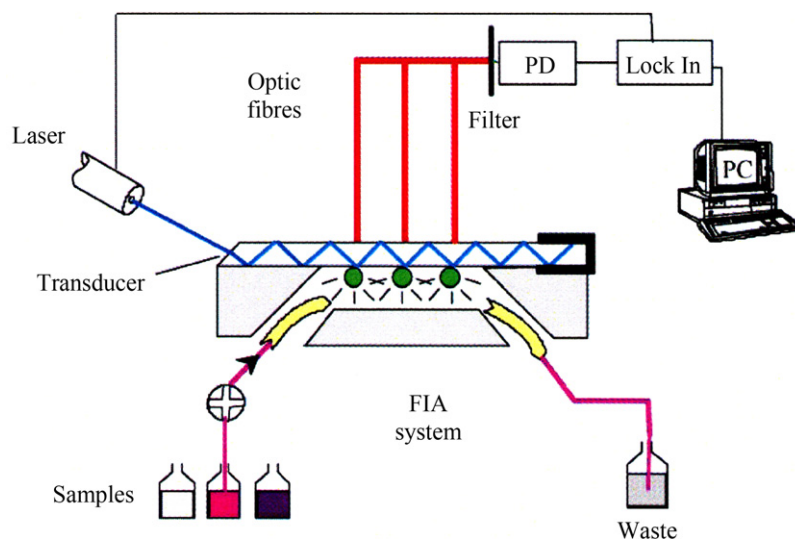 Optic
fibres
PD
Lock In
Filter
Laser
PC
Transducer
FIA
system
Samples
Waste